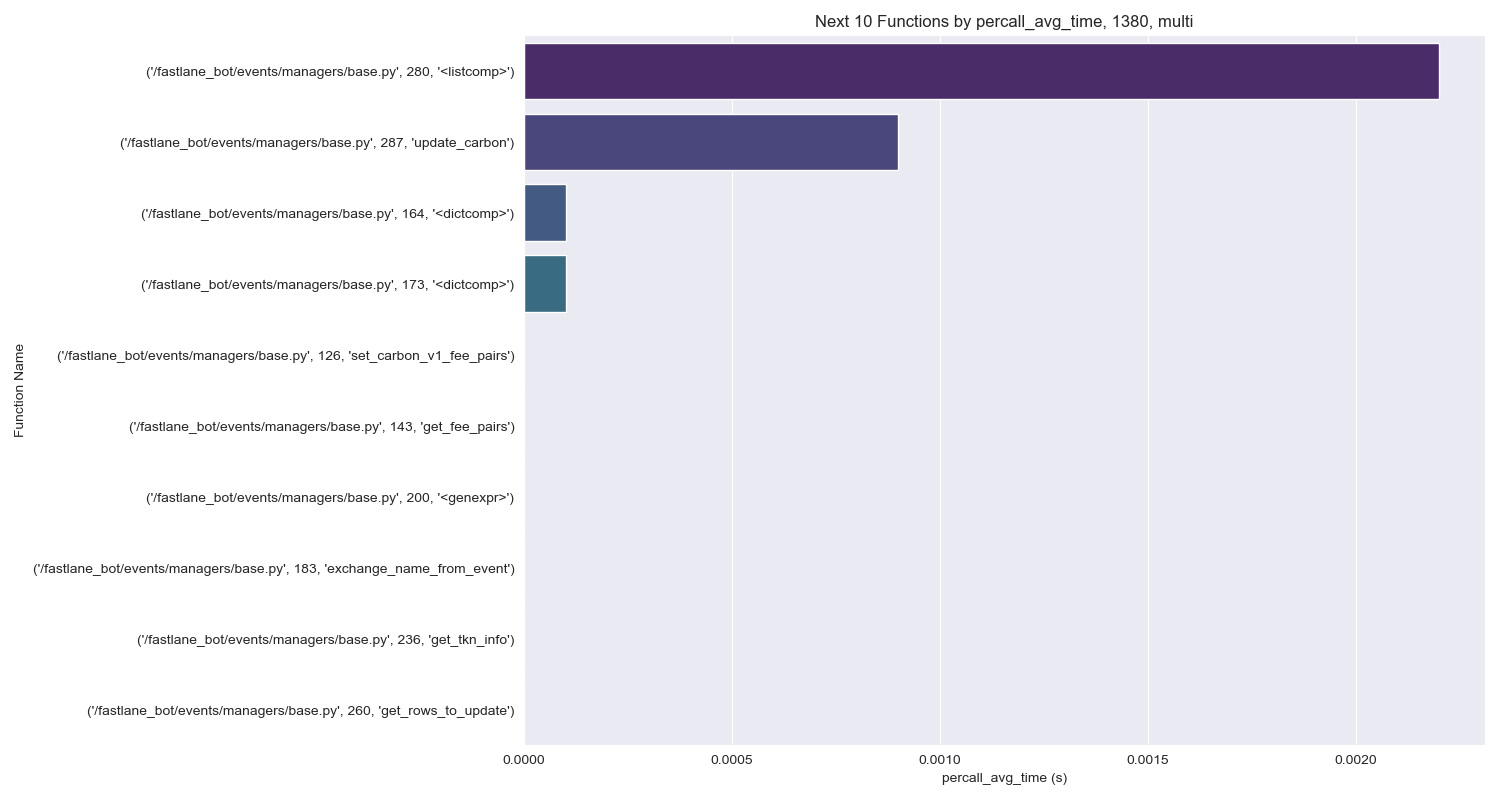 Next 10 Functions by percall_avg_time, 1380, multi
('/fastlane_bot/events/managers/base.py', 280, '<listcomp>')
('/fastlane_bot/events/managers/base.py', 287, 'update_carbon')
('/fastlane_bot/events/managers/base.py', 164, '<dictcomp>')
('/fastlane_bot/events/managers/base.py', 173, '<dictcomp>')
('/fastlane_bot/events/managers/base.py', 126, 'set_carbon_v1_fee_pairs')
('/fastlane_bot/events/managers/base.py', 143, 'get_fee_pairs')
('/fastlane_bot/events/managers/base.py', 200, '<genexpr>')
('/fastlane_bot/events/managers/base.py', 183, 'exchange_name_from_event')
('/fastlane_bot/events/managers/base.py', 236, 'get_tkn_info')
('/fastlane_bot/events/managers/base.py', 260, 'get_rows_to_update')
Function Name
0.0000 0.0005 0.0010 0.0015 0.0020
percall_avg_time (s)